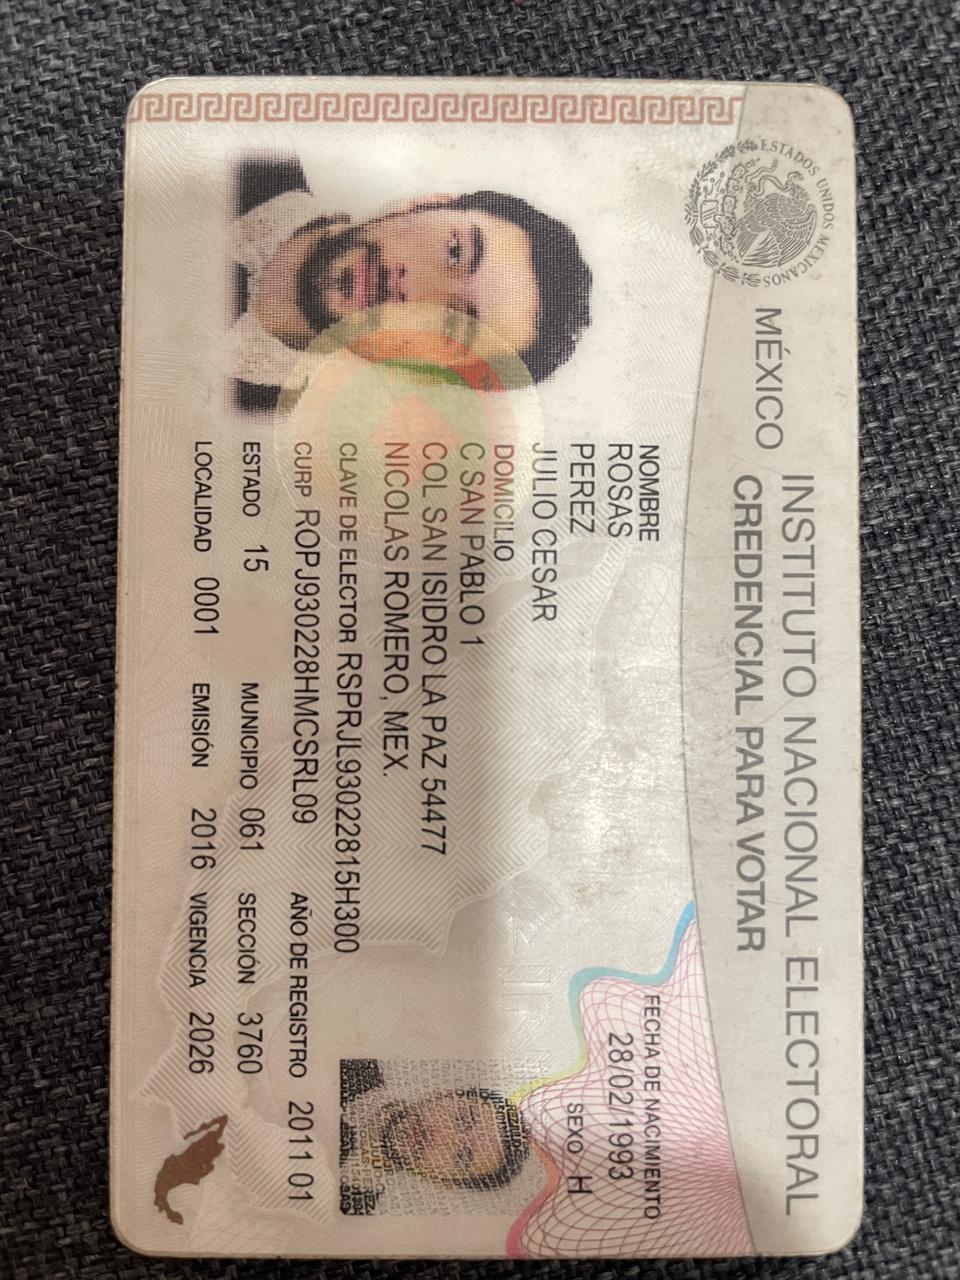 ESTADOS UNIDOS MEXICANOS
MÉXICO
INSTITUTO NACIONAL ELECTORAL
CREDENCIAL PARA VOTAR
NOMBRE
ROSAS
PEREZ
JULIO CESAR
FECHA DE NACIMIENTO
28/02/1993
SEXO H
DOMICILIO
C SAN PABLO 1
COL SAN ISIDRO LA PAZ 54477
NICOLAS ROMERO, MEX.
CLAVE DE ELECTOR RSPRJL93022815H300
CURP ROPJ930228HMCSRL09 AÑO DE REGISTRO 2011 01
ESTADO 15 MUNICIPIO 061 SECCIÓN 3760
LOCALIDAD 0001 EMISIÓN 2016 VIGENCIA 2026